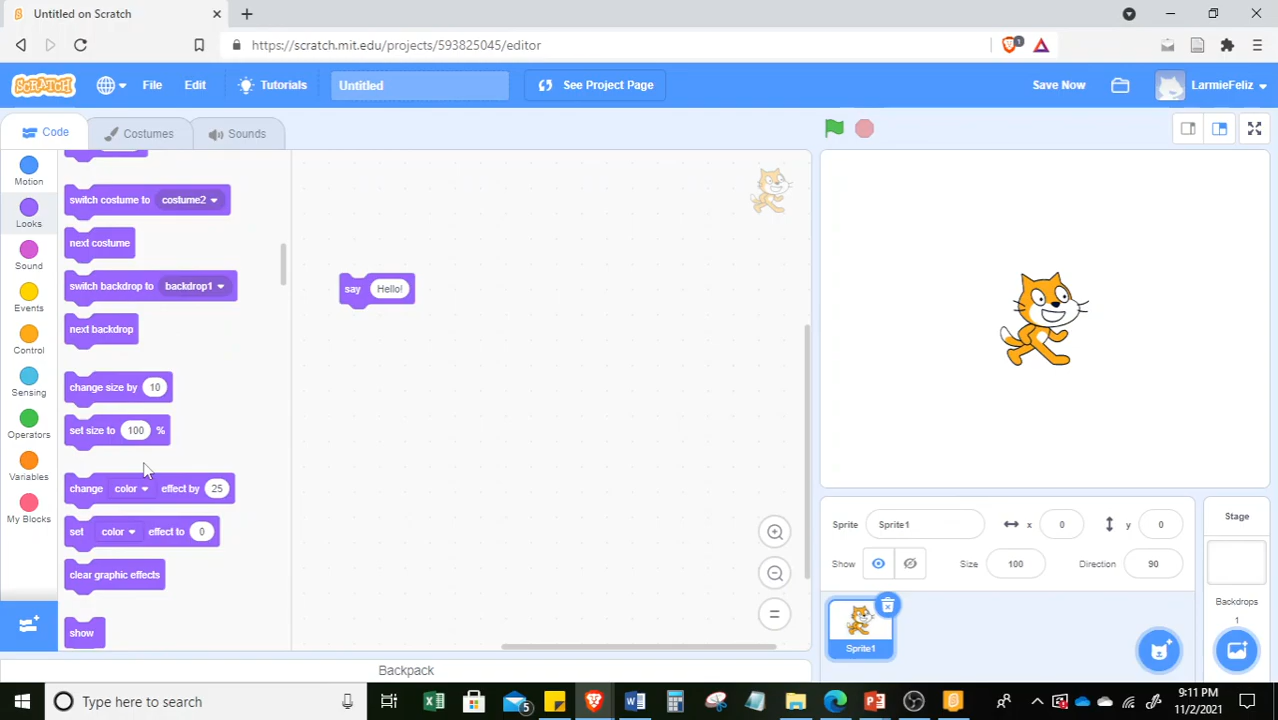 Untitled on Scratch
https://scratch.mit.edu/projects/593825045/editor
1
SCRATCH
File
Edit
Tutorials
Untitled
See Project Page
Save Now
LarmieFeliz
Code
Costumes
Sounds
Motion
Looks
Sound
Events
Control
Sensing
Operators
Variables
My Blocks
switch costume to costume2
next costume
switch backdrop to backdrop1
next backdrop
change size by 10
set size to 100 %
change color effect by 25
set color effect to 0
clear graphic effects
show
say Hello!
Backpack
Sprite Sprite1 x 0 y 0
Show Size 100 Direction 90
Sprite1
Stage
Backdrops
1
Type here to search
5
9:11 PM
11/2/2021